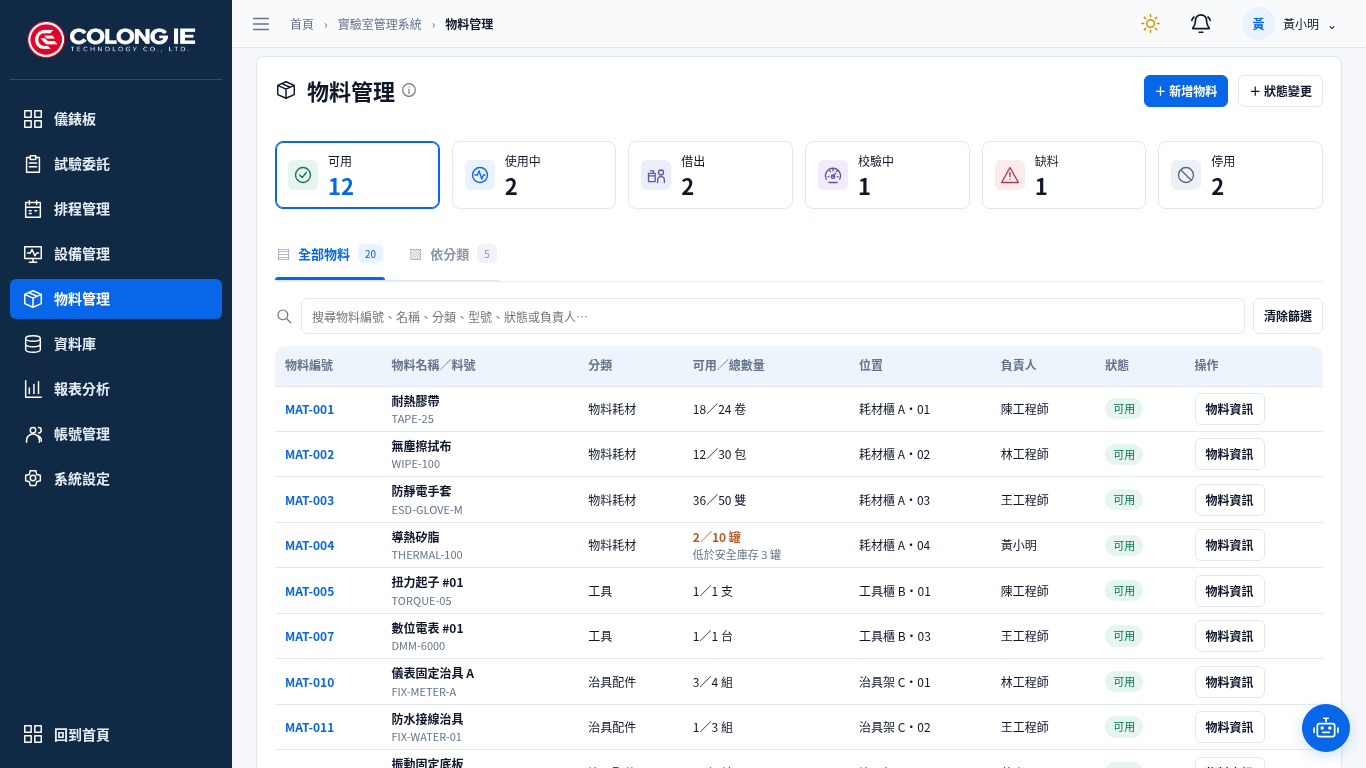 COLONG IE
TECHNOLOGY CO., LTD.
儀錶板
試驗委託
排程管理
設備管理
物料管理
資料庫
報表分析
帳號管理
系統設定
回到首頁
首頁 › 實驗室管理系統 › 物料管理
黃 黃小明
物料管理
+ 新增物料
+ 狀態變更
可用
12
使用中
2
借出
2
校驗中
1
缺料
1
停用
2
全部物料 20
依分類 5
搜尋物料編號、名稱、分類、型號、狀態或負責人…
清除篩選
物料編號 物料名稱／料號 分類 可用／總數量 位置 負責人 狀態 操作
MAT-001 耐熱膠帶 物料耗材 18／24 卷 耗材櫃 A・01 陳工程師 可用 物料資訊
TAPE-25
MAT-002 無塵擦拭布 物料耗材 12／30 包 耗材櫃 A・02 林工程師 可用 物料資訊
WIPE-100
MAT-003 防靜電手套 物料耗材 36／50 雙 耗材櫃 A・03 王工程師 可用 物料資訊
ESD-GLOVE-M
MAT-004 導熱矽脂 物料耗材 2／10 罐 耗材櫃 A・04 黃小明 可用 物料資訊
THERMAL-100 低於安全庫存 3 罐
MAT-005 扭力起子 #01 工具 1／1 支 工具櫃 B・01 陳工程師 可用 物料資訊
TORQUE-05
MAT-007 數位電表 #01 工具 1／1 台 工具櫃 B・03 王工程師 可用 物料資訊
DMM-6000
MAT-010 儀表固定治具 A 治具配件 3／4 組 治具架 C・01 林工程師 可用 物料資訊
FIX-METER-A
MAT-011 防水接線治具 治具配件 1／3 組 治具架 C・02 王工程師 可用 物料資訊
FIX-WATER-01
振動固定底板